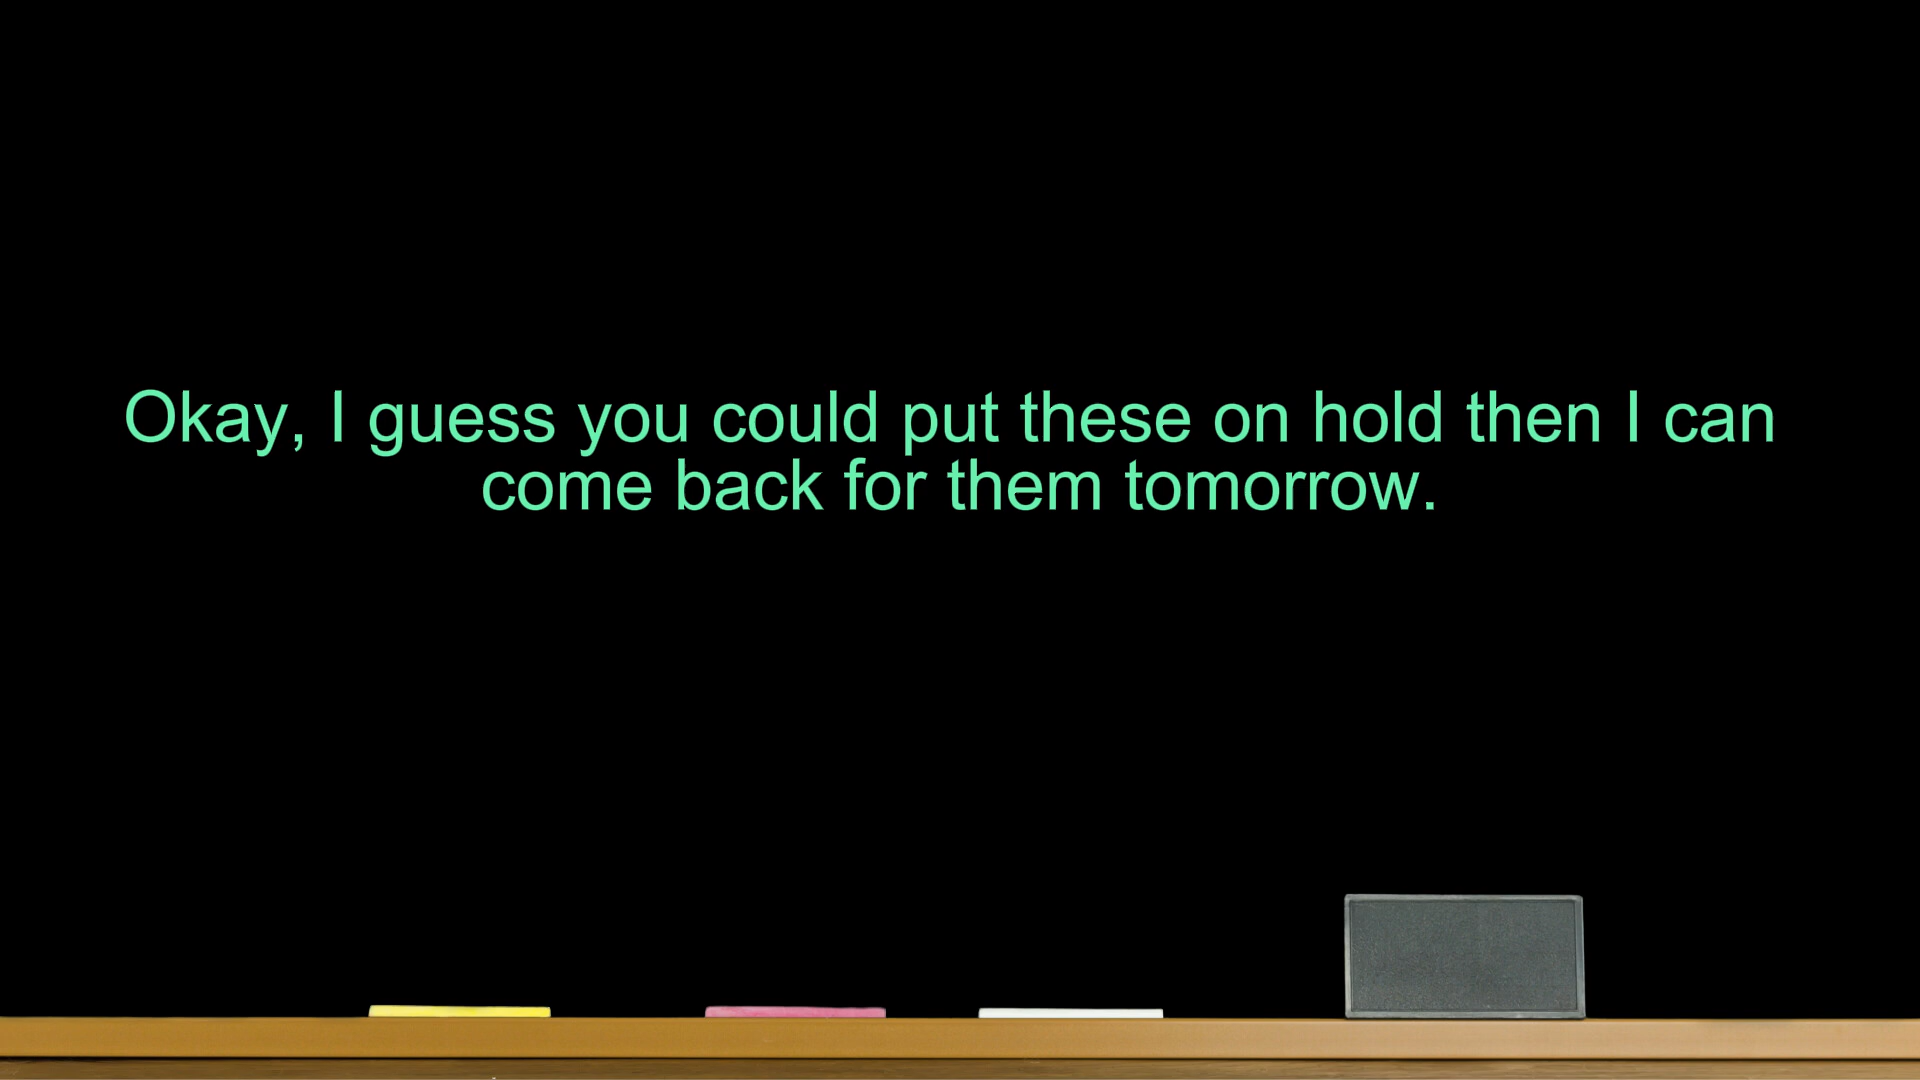 Okay, I guess you could put these on hold then I can
come back for them tomorrow.